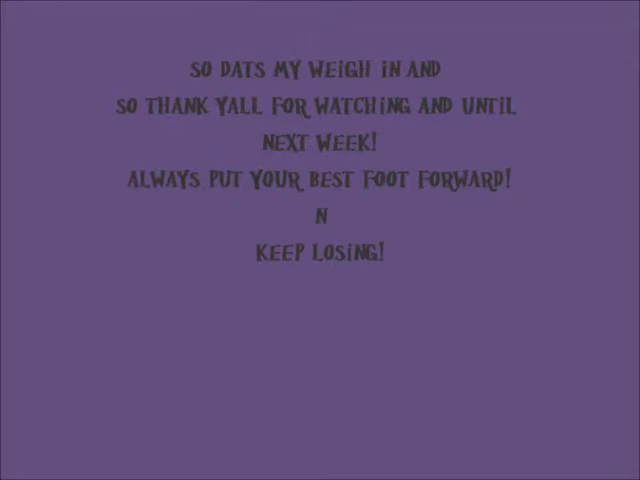 SO DATS MY WEIGH IN AND
SO THANK YALL FOR WATCHING AND UNTIL
NEXT WEEK!
ALWAYS PUT YOUR BEST FOOT FORWARD!
N
KEEP LOSING!